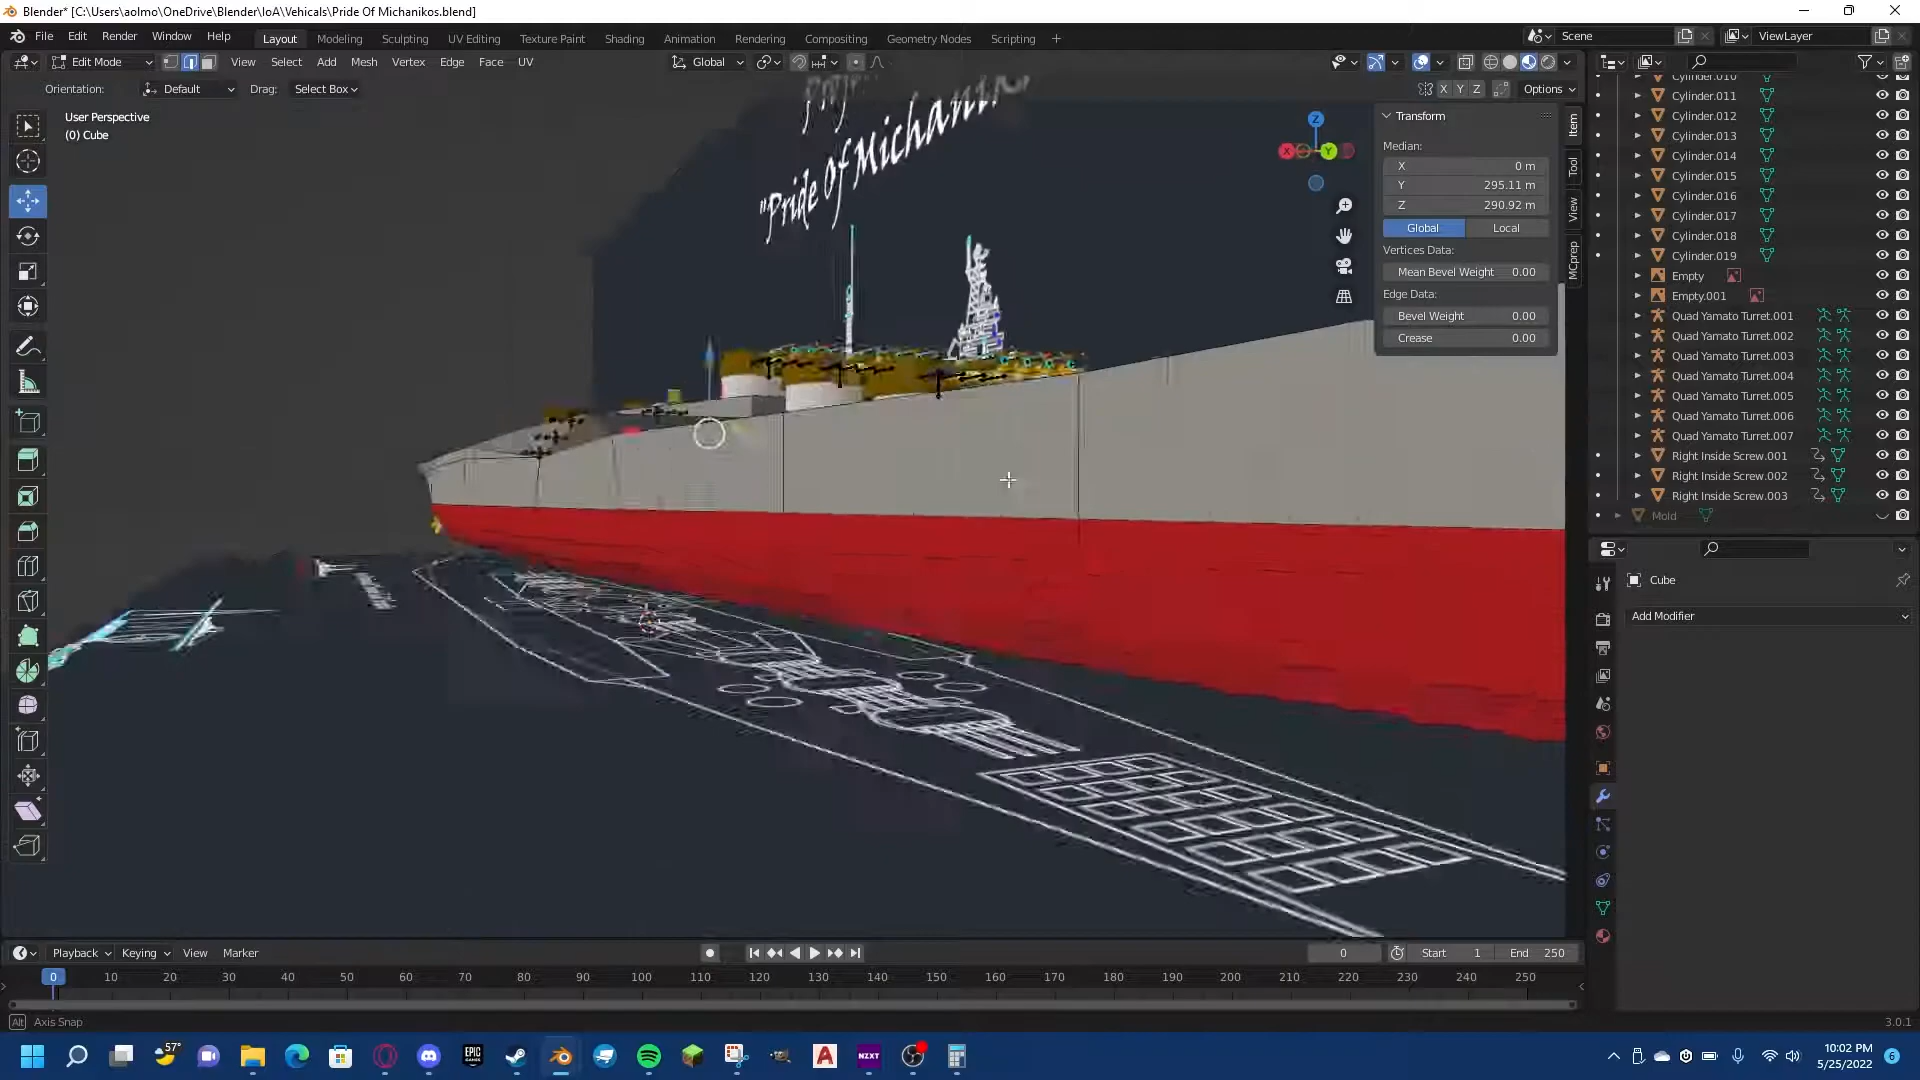 Blender* [C:\Users\aolmo\OneDrive\Blender\IoA\Vehicals\Pride Of Michanikos.blend]
File Edit Render Window Help
Layout Modeling Sculpting UV Editing Texture Paint Shading Animation Rendering Compositing Geometry Nodes Scripting
Scene
ViewLayer
Edit Mode
View Select Add Mesh Vertex Edge Face UV
Global
Orientation: Default Drag: Select Box
X Y Z Options
User Perspective
(0) Cube
"Pride Of
Z
X
Y
Transform
Median:
X 0 m
Y 295.11 m
Z 290.92 m
Global Local
Vertices Data:
Mean Bevel Weight 0.00
Edge Data:
Bevel Weight 0.00
Crease 0.00
Item
Tool
View
MCprep
Cylinder.010
Cylinder.011
Cylinder.012
Cylinder.013
Cylinder.014
Cylinder.015
Cylinder.016
Cylinder.017
Cylinder.018
Cylinder.019
Empty
Empty.001
Quad Yamato Turret.001
Quad Yamato Turret.002
Quad Yamato Turret.003
Quad Yamato Turret.004
Quad Yamato Turret.005
Quad Yamato Turret.006
Quad Yamato Turret.007
Right Inside Screw.001
Right Inside Screw.002
Right Inside Screw.003
Mold
Cube
Add Modifier
Playback Keying View Marker
0 Start 1 End 250
0 10 20 30 40 50 60 70 80 90 100 110 120 130 140 150 160 170 180 190 200 210 220 230 240 250
Alt Axis Snap
3.0.1
57°
EPIC GAMES
A
NZXT
10:02 PM
5/25/2022
6